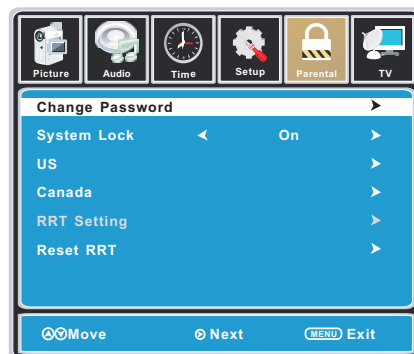 Picture Audio Time Setup Parental TV
Change Password
System Lock On
US
Canada
RRT Setting
Reset RRT
Move Next MENU Exit